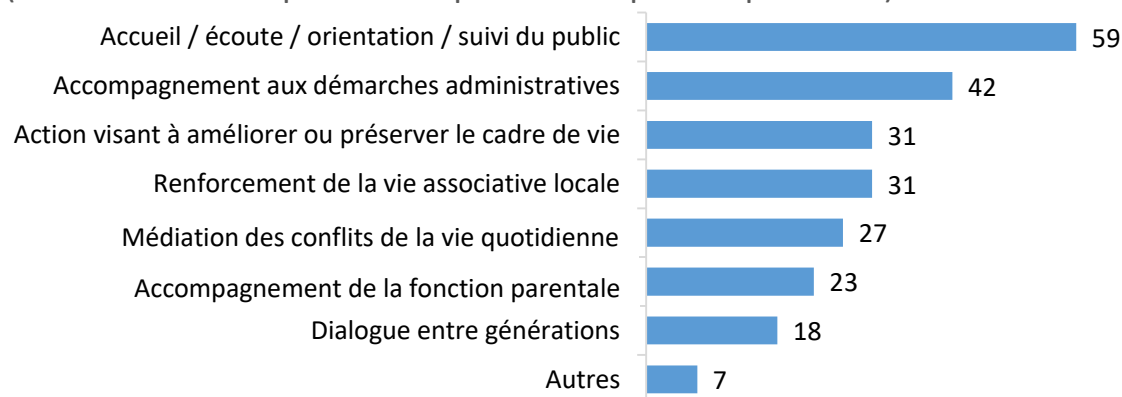 Accueil / écoute / orientation / suivi du public 59
Accompagnement aux démarches administratives 42
Action visant à améliorer ou préserver le cadre de vie 31
Renforcement de la vie associative locale 31
Médiation des conflits de la vie quotidienne 27
Accompagnement de la fonction parentale 23
Dialogue entre générations 18
Autres 7